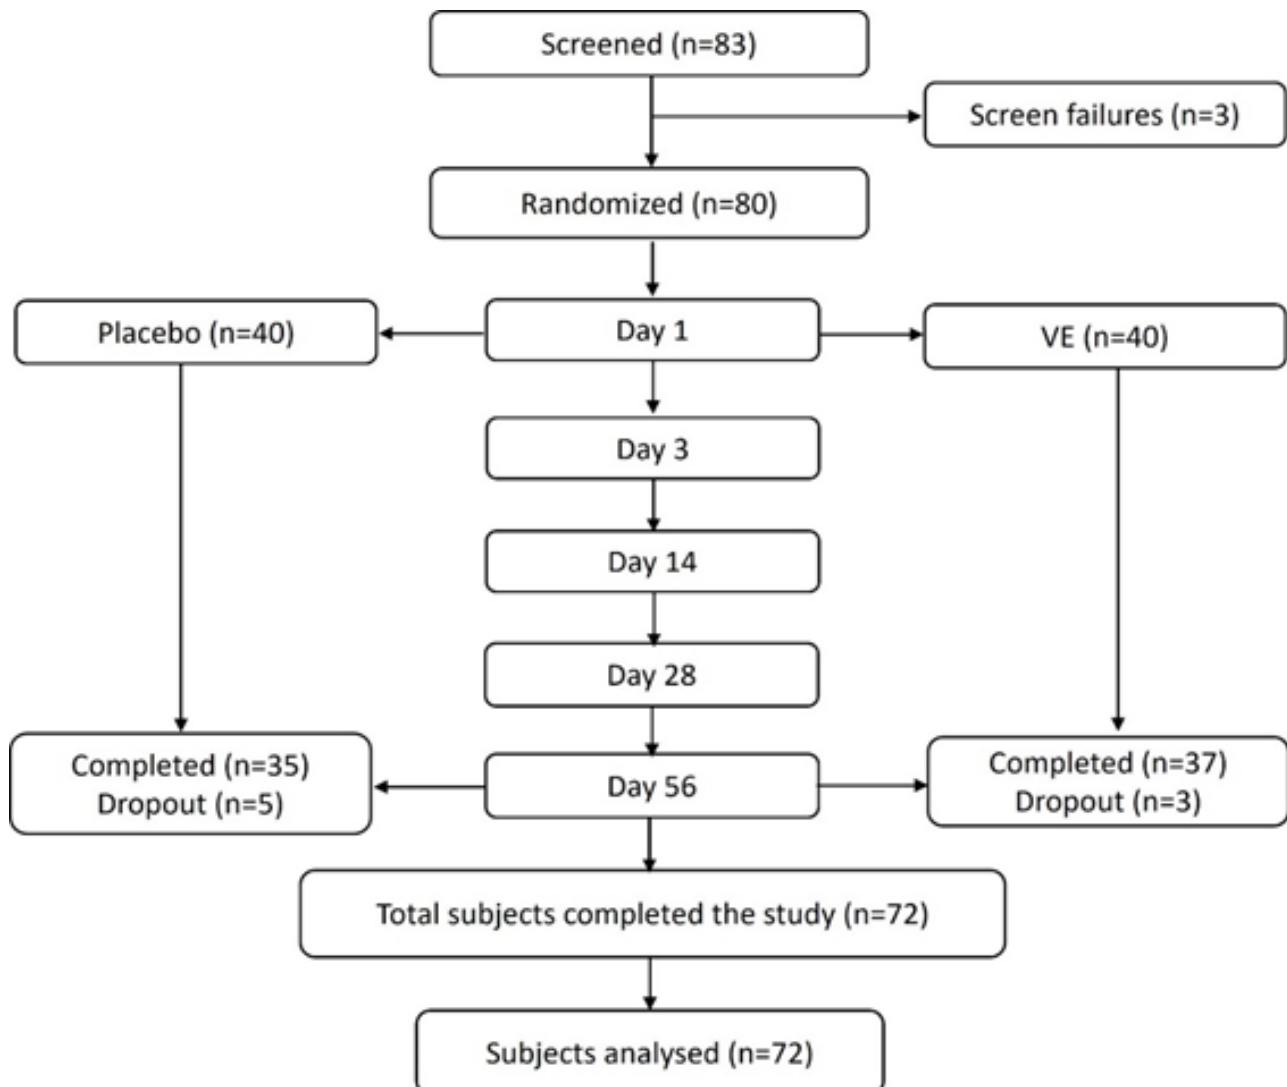 Screened (n=83)
Screen failures (n=3)
Randomized (n=80)
Placebo (n=40)
Day 1
VE (n=40)
Day 3
Day 14
Day 28
Completed (n=35)
Dropout (n=5)
Day 56
Completed (n=37)
Dropout (n=3)
Total subjects completed the study (n=72)
Subjects analysed (n=72)